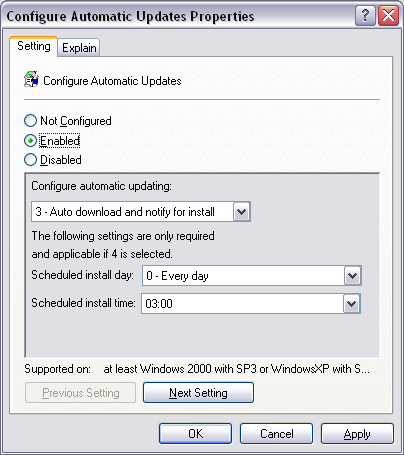 Configure Automatic Updates Properties
Setting
Explain
Configure Automatic Updates
Not Configured
Enabled
Disabled
Configure automatic updating:
3 - Auto download and notify for install
The following settings are only required
and applicable if 4 is selected.
Scheduled install day: 0 - Every day
Scheduled install time: 03:00
Supported on: at least Windows 2000 with SP3 or WindowsXP with S...
Previous Setting
Next Setting
OK
Cancel
Apply